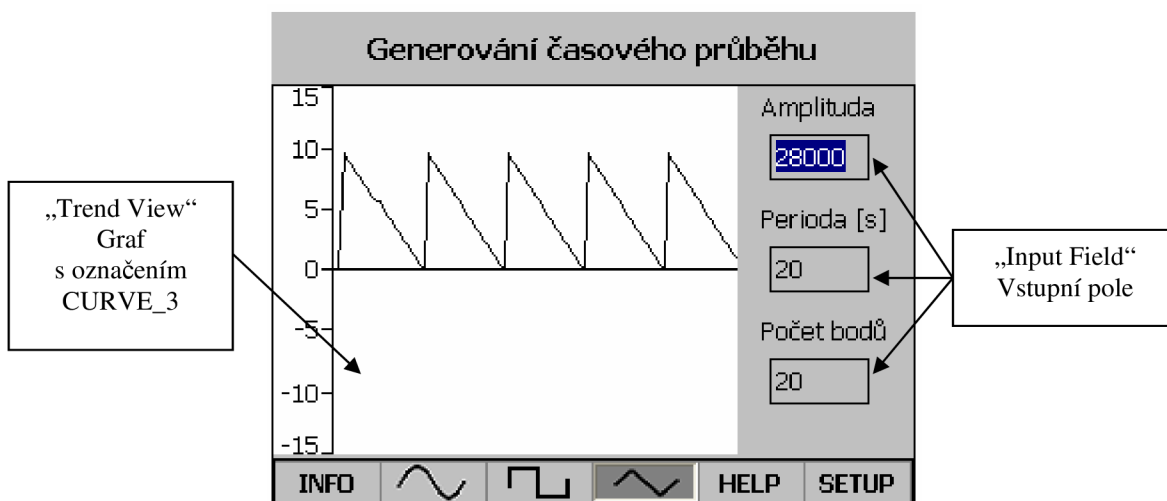 Generování časového průběhu
15
10
5
0
-5
-10
-15
Amplituda
28000
Perioda [s]
20
Počet bodů
20
INFO
HELP
SETUP
„Trend View“
Graf
s označením
CURVE_3
„Input Field“
Vstupní pole